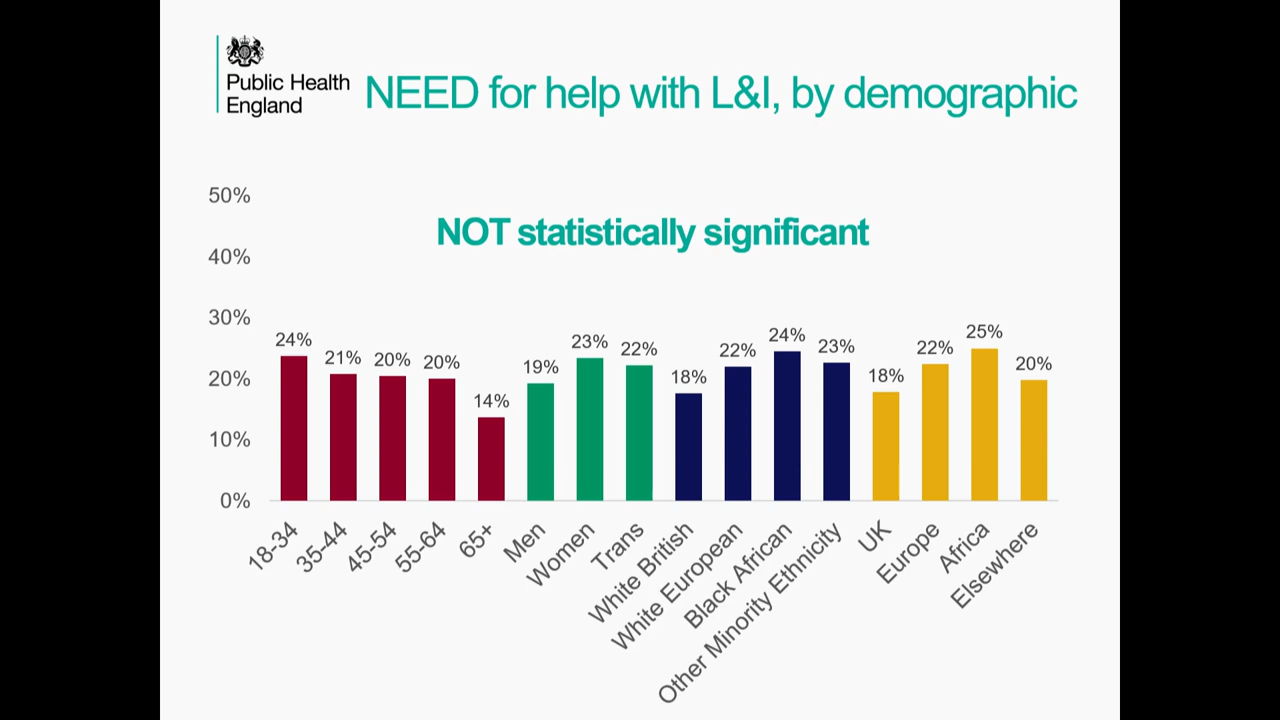 Public Health
England
NEED for help with L&I, by demographic
NOT statistically significant
50%
40%
30%
20%
10%
0%
24%
21%
20%
20%
14%
19%
23%
22%
18%
22%
24%
23%
18%
22%
25%
20%
18-34
35-44
45-54
55-64
65+
Men
Women
Trans
White British
White European
Black African
Other Minority Ethnicity
UK
Europe
Africa
Elsewhere